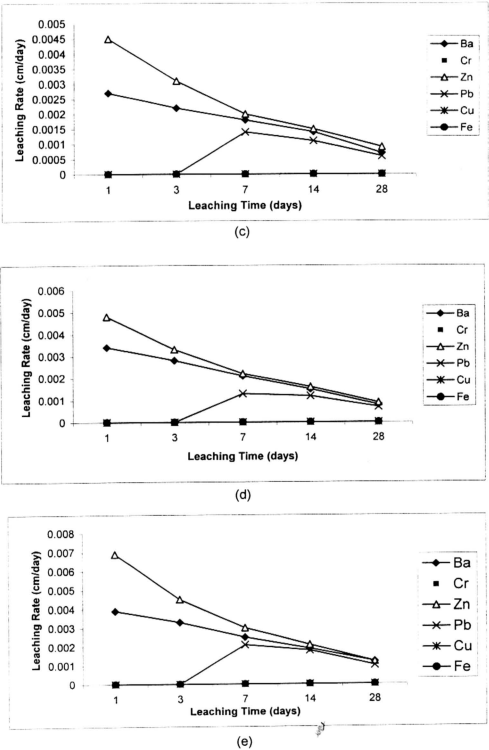 0.005
0.0045
0.004
0.0035
0.003
0.0025
0.002
0.0015
0.001
0.0005
0
Leaching Rate (cm/day)
1 3 7 14 28
Leaching Time (days)
Ba
Cr
Zn
Pb
Cu
Fe
(c)
0.006
0.005
0.004
0.003
0.002
0.001
0
Leaching Rate (cm/day)
1 3 7 14 28
Leaching Time (days)
Ba
Cr
Zn
Pb
Cu
Fe
(d)
0.008
0.007
0.006
0.005
0.004
0.003
0.002
0.001
0
Leaching Rate (cm/day)
1 3 7 14 28
Leaching Time (days)
Ba
Cr
Zn
Pb
Cu
Fe
(e)